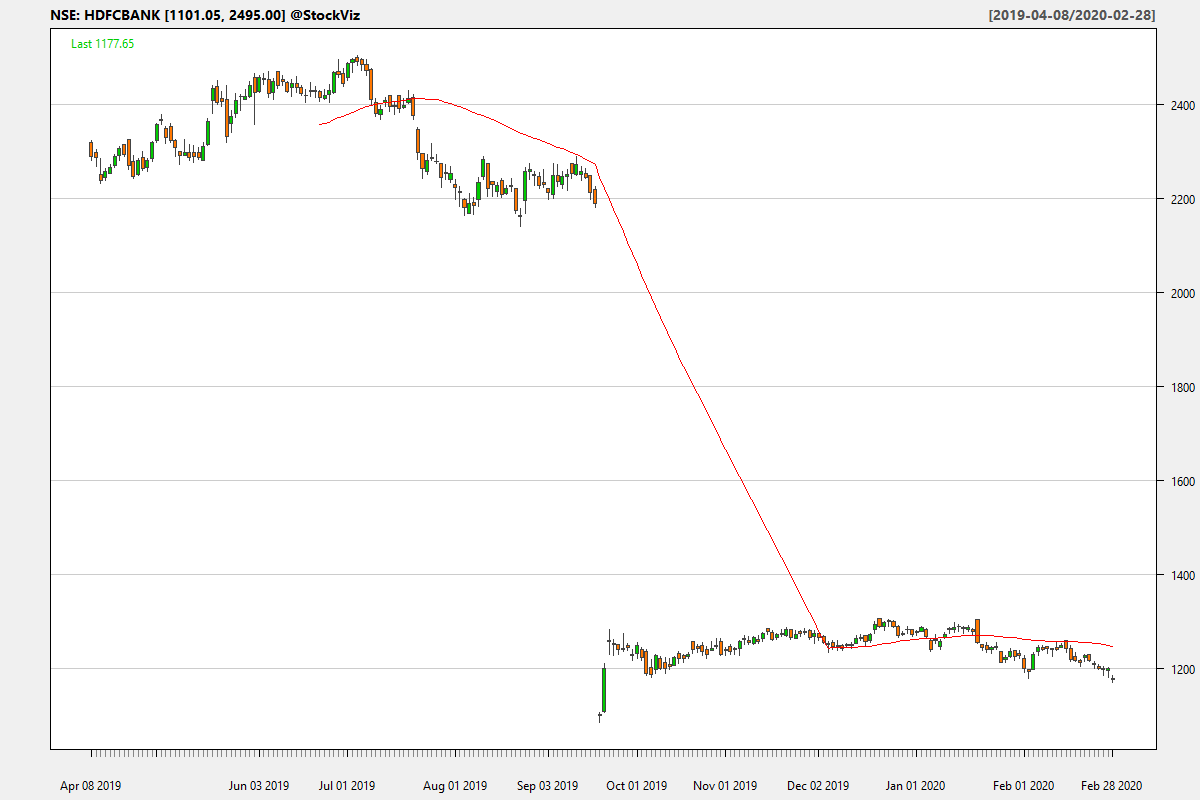 NSE: HDFCBANK [1101.05, 2495.00] @StockViz
[2019-04-08/2020-02-28]
Last 1177.65
2400
2200
2000
1800
1600
1400
1200
Apr 08 2019 Jun 03 2019 Jul 01 2019 Aug 01 2019 Sep 03 2019 Oct 01 2019 Nov 01 2019 Dec 02 2019 Jan 01 2020 Feb 01 2020 Feb 28 2020